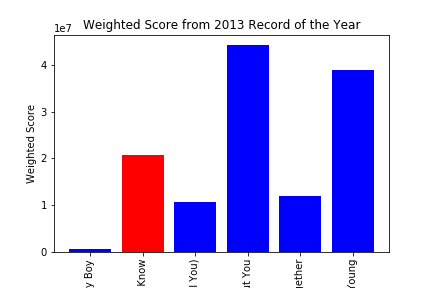 Weighted Score from 2013 Record of the Year
1e7
4
3
2
1
0
Weighted Score
y Boy
Know
l You)
ut You
gether
Young